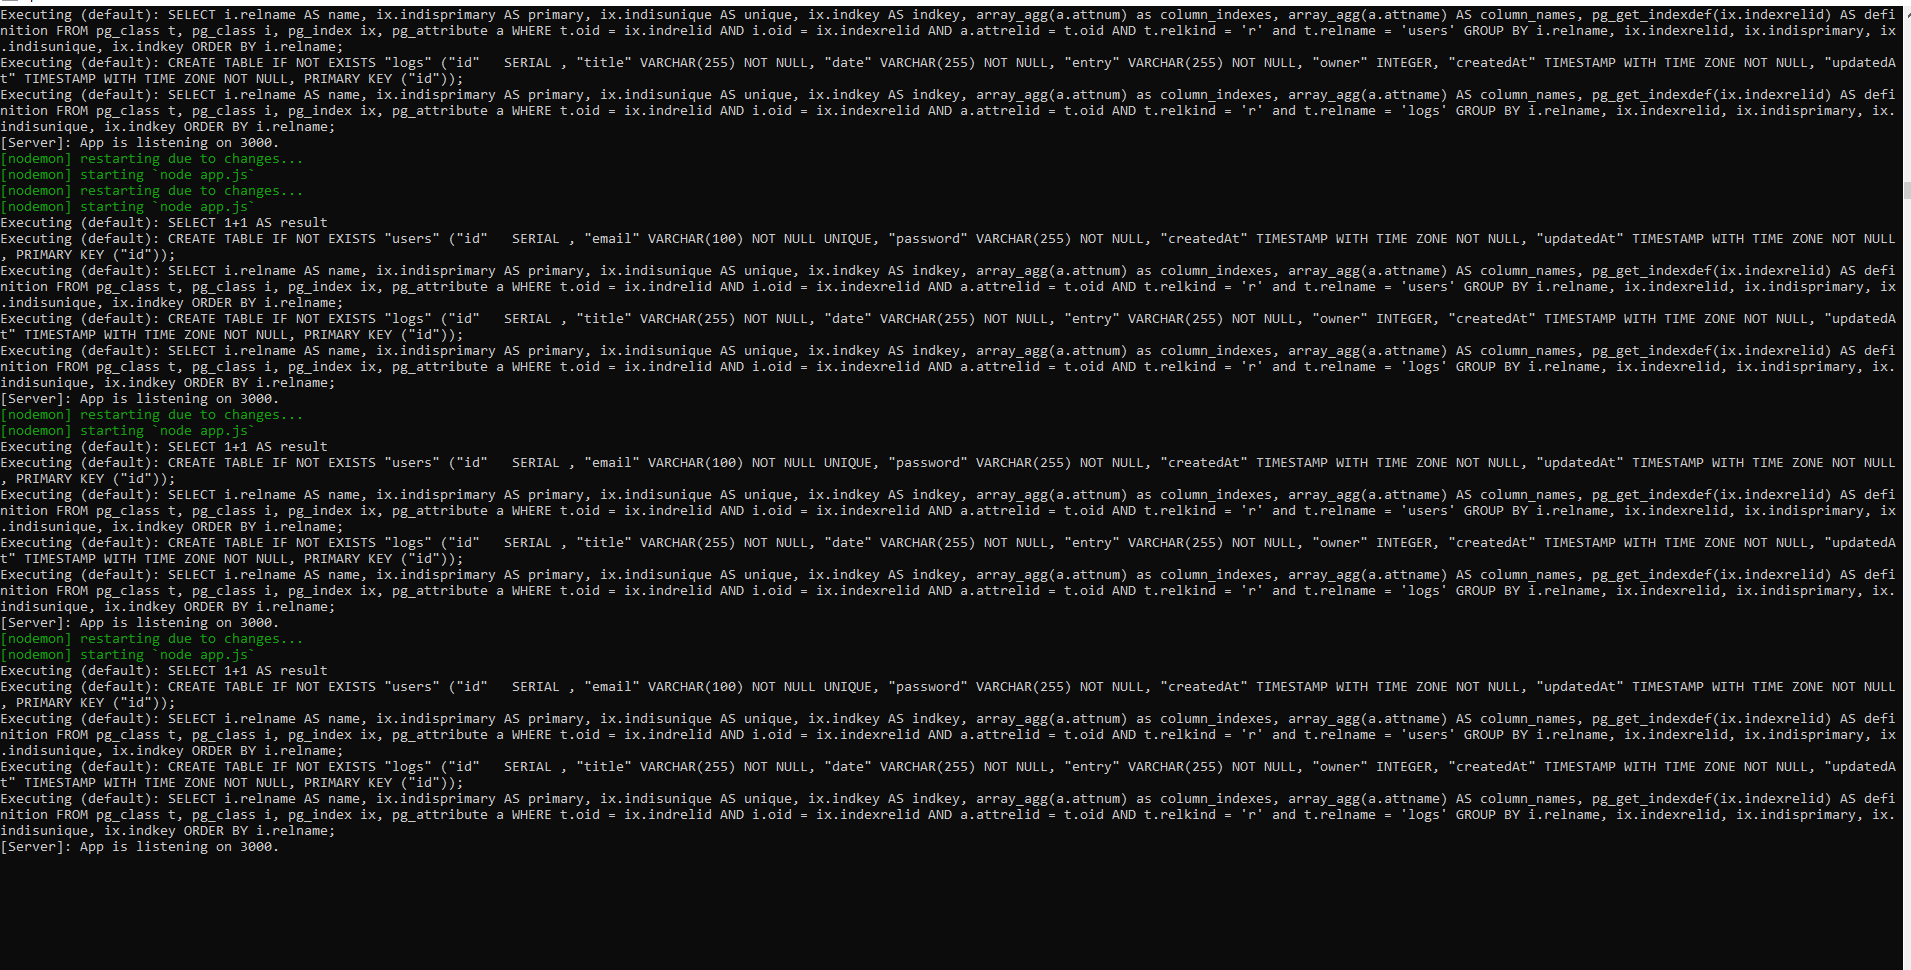 Executing (default): SELECT i.relname AS name, ix.indisprimary AS primary, ix.indisunique AS unique, ix.indkey AS indkey, array_agg(a.attnum) as column_indexes, array_agg(a.attname) AS column_names, pg_get_indexdef(ix.indexrelid) AS defi
nition FROM pg_class t, pg_class i, pg_index ix, pg_attribute a WHERE t.oid = ix.indrelid AND i.oid = ix.indexrelid AND a.attrelid = t.oid AND t.relkind = 'r' and t.relname = 'users' GROUP BY i.relname, ix.indexrelid, ix.indisprimary, ix
.indisunique, ix.indkey ORDER BY i.relname;
Executing (default): CREATE TABLE IF NOT EXISTS "logs" ("id"   SERIAL , "title" VARCHAR(255) NOT NULL, "date" VARCHAR(255) NOT NULL, "entry" VARCHAR(255) NOT NULL, "owner" INTEGER, "createdAt" TIMESTAMP WITH TIME ZONE NOT NULL, "updatedA
t" TIMESTAMP WITH TIME ZONE NOT NULL, PRIMARY KEY ("id"));
Executing (default): SELECT i.relname AS name, ix.indisprimary AS primary, ix.indisunique AS unique, ix.indkey AS indkey, array_agg(a.attnum) as column_indexes, array_agg(a.attname) AS column_names, pg_get_indexdef(ix.indexrelid) AS defi
nition FROM pg_class t, pg_class i, pg_index ix, pg_attribute a WHERE t.oid = ix.indrelid AND i.oid = ix.indexrelid AND a.attrelid = t.oid AND t.relkind = 'r' and t.relname = 'logs' GROUP BY i.relname, ix.indexrelid, ix.indisprimary, ix.
indisunique, ix.indkey ORDER BY i.relname;
[Server]: App is listening on 3000.
[nodemon] restarting due to changes...
[nodemon] starting `node app.js`
[nodemon] restarting due to changes...
[nodemon] starting `node app.js`
Executing (default): SELECT 1+1 AS result
Executing (default): CREATE TABLE IF NOT EXISTS "users" ("id"   SERIAL , "email" VARCHAR(100) NOT NULL UNIQUE, "password" VARCHAR(255) NOT NULL, "createdAt" TIMESTAMP WITH TIME ZONE NOT NULL, "updatedAt" TIMESTAMP WITH TIME ZONE NOT NULL
, PRIMARY KEY ("id"));
Executing (default): SELECT i.relname AS name, ix.indisprimary AS primary, ix.indisunique AS unique, ix.indkey AS indkey, array_agg(a.attnum) as column_indexes, array_agg(a.attname) AS column_names, pg_get_indexdef(ix.indexrelid) AS defi
nition FROM pg_class t, pg_class i, pg_index ix, pg_attribute a WHERE t.oid = ix.indrelid AND i.oid = ix.indexrelid AND a.attrelid = t.oid AND t.relkind = 'r' and t.relname = 'users' GROUP BY i.relname, ix.indexrelid, ix.indisprimary, ix
.indisunique, ix.indkey ORDER BY i.relname;
Executing (default): CREATE TABLE IF NOT EXISTS "logs" ("id"   SERIAL , "title" VARCHAR(255) NOT NULL, "date" VARCHAR(255) NOT NULL, "entry" VARCHAR(255) NOT NULL, "owner" INTEGER, "createdAt" TIMESTAMP WITH TIME ZONE NOT NULL, "updatedA
t" TIMESTAMP WITH TIME ZONE NOT NULL, PRIMARY KEY ("id"));
Executing (default): SELECT i.relname AS name, ix.indisprimary AS primary, ix.indisunique AS unique, ix.indkey AS indkey, array_agg(a.attnum) as column_indexes, array_agg(a.attname) AS column_names, pg_get_indexdef(ix.indexrelid) AS defi
nition FROM pg_class t, pg_class i, pg_index ix, pg_attribute a WHERE t.oid = ix.indrelid AND i.oid = ix.indexrelid AND a.attrelid = t.oid AND t.relkind = 'r' and t.relname = 'logs' GROUP BY i.relname, ix.indexrelid, ix.indisprimary, ix.
indisunique, ix.indkey ORDER BY i.relname;
[Server]: App is listening on 3000.
[nodemon] restarting due to changes...
[nodemon] starting `node app.js`
Executing (default): SELECT 1+1 AS result
Executing (default): CREATE TABLE IF NOT EXISTS "users" ("id"   SERIAL , "email" VARCHAR(100) NOT NULL UNIQUE, "password" VARCHAR(255) NOT NULL, "createdAt" TIMESTAMP WITH TIME ZONE NOT NULL, "updatedAt" TIMESTAMP WITH TIME ZONE NOT NULL
, PRIMARY KEY ("id"));
Executing (default): SELECT i.relname AS name, ix.indisprimary AS primary, ix.indisunique AS unique, ix.indkey AS indkey, array_agg(a.attnum) as column_indexes, array_agg(a.attname) AS column_names, pg_get_indexdef(ix.indexrelid) AS defi
nition FROM pg_class t, pg_class i, pg_index ix, pg_attribute a WHERE t.oid = ix.indrelid AND i.oid = ix.indexrelid AND a.attrelid = t.oid AND t.relkind = 'r' and t.relname = 'users' GROUP BY i.relname, ix.indexrelid, ix.indisprimary, ix
.indisunique, ix.indkey ORDER BY i.relname;
Executing (default): CREATE TABLE IF NOT EXISTS "logs" ("id"   SERIAL , "title" VARCHAR(255) NOT NULL, "date" VARCHAR(255) NOT NULL, "entry" VARCHAR(255) NOT NULL, "owner" INTEGER, "createdAt" TIMESTAMP WITH TIME ZONE NOT NULL, "updatedA
t" TIMESTAMP WITH TIME ZONE NOT NULL, PRIMARY KEY ("id"));
Executing (default): SELECT i.relname AS name, ix.indisprimary AS primary, ix.indisunique AS unique, ix.indkey AS indkey, array_agg(a.attnum) as column_indexes, array_agg(a.attname) AS column_names, pg_get_indexdef(ix.indexrelid) AS defi
nition FROM pg_class t, pg_class i, pg_index ix, pg_attribute a WHERE t.oid = ix.indrelid AND i.oid = ix.indexrelid AND a.attrelid = t.oid AND t.relkind = 'r' and t.relname = 'logs' GROUP BY i.relname, ix.indexrelid, ix.indisprimary, ix.
indisunique, ix.indkey ORDER BY i.relname;
[Server]: App is listening on 3000.
[nodemon] restarting due to changes...
[nodemon] starting `node app.js`
Executing (default): SELECT 1+1 AS result
Executing (default): CREATE TABLE IF NOT EXISTS "users" ("id"   SERIAL , "email" VARCHAR(100) NOT NULL UNIQUE, "password" VARCHAR(255) NOT NULL, "createdAt" TIMESTAMP WITH TIME ZONE NOT NULL, "updatedAt" TIMESTAMP WITH TIME ZONE NOT NULL
, PRIMARY KEY ("id"));
Executing (default): SELECT i.relname AS name, ix.indisprimary AS primary, ix.indisunique AS unique, ix.indkey AS indkey, array_agg(a.attnum) as column_indexes, array_agg(a.attname) AS column_names, pg_get_indexdef(ix.indexrelid) AS defi
nition FROM pg_class t, pg_class i, pg_index ix, pg_attribute a WHERE t.oid = ix.indrelid AND i.oid = ix.indexrelid AND a.attrelid = t.oid AND t.relkind = 'r' and t.relname = 'users' GROUP BY i.relname, ix.indexrelid, ix.indisprimary, ix
.indisunique, ix.indkey ORDER BY i.relname;
Executing (default): CREATE TABLE IF NOT EXISTS "logs" ("id"   SERIAL , "title" VARCHAR(255) NOT NULL, "date" VARCHAR(255) NOT NULL, "entry" VARCHAR(255) NOT NULL, "owner" INTEGER, "createdAt" TIMESTAMP WITH TIME ZONE NOT NULL, "updatedA
t" TIMESTAMP WITH TIME ZONE NOT NULL, PRIMARY KEY ("id"));
Executing (default): SELECT i.relname AS name, ix.indisprimary AS primary, ix.indisunique AS unique, ix.indkey AS indkey, array_agg(a.attnum) as column_indexes, array_agg(a.attname) AS column_names, pg_get_indexdef(ix.indexrelid) AS defi
nition FROM pg_class t, pg_class i, pg_index ix, pg_attribute a WHERE t.oid = ix.indrelid AND i.oid = ix.indexrelid AND a.attrelid = t.oid AND t.relkind = 'r' and t.relname = 'logs' GROUP BY i.relname, ix.indexrelid, ix.indisprimary, ix.
indisunique, ix.indkey ORDER BY i.relname;
[Server]: App is listening on 3000.